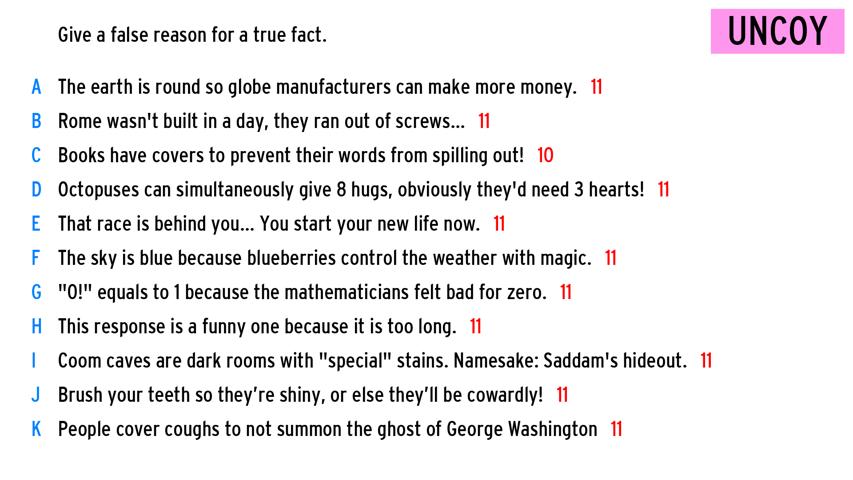 Give a false reason for a true fact.
UNCOY
A The earth is round so globe manufacturers can make more money. 11
B Rome wasn't built in a day, they ran out of screws... 11
C Books have covers to prevent their words from spilling out! 10
D Octopuses can simultaneously give 8 hugs, obviously they'd need 3 hearts! 11
E That race is behind you... You start your new life now. 11
F The sky is blue because blueberries control the weather with magic. 11
G "0!" equals to 1 because the mathematicians felt bad for zero. 11
H This response is a funny one because it is too long. 11
I Coom caves are dark rooms with "special" stains. Namesake: Saddam's hideout. 11
J Brush your teeth so they’re shiny, or else they’ll be cowardly! 11
K People cover coughs to not summon the ghost of George Washington 11